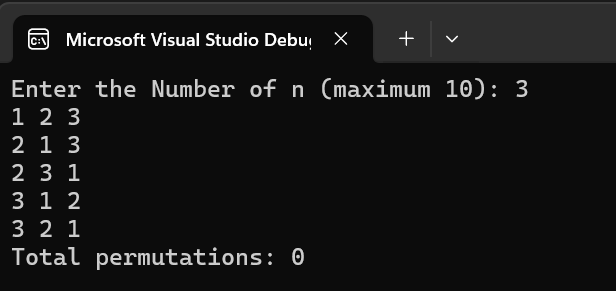 Microsoft Visual Studio Debu
Enter the Number of n (maximum 10): 3
1 2 3
2 1 3
2 3 1
3 1 2
3 2 1
Total permutations: 0